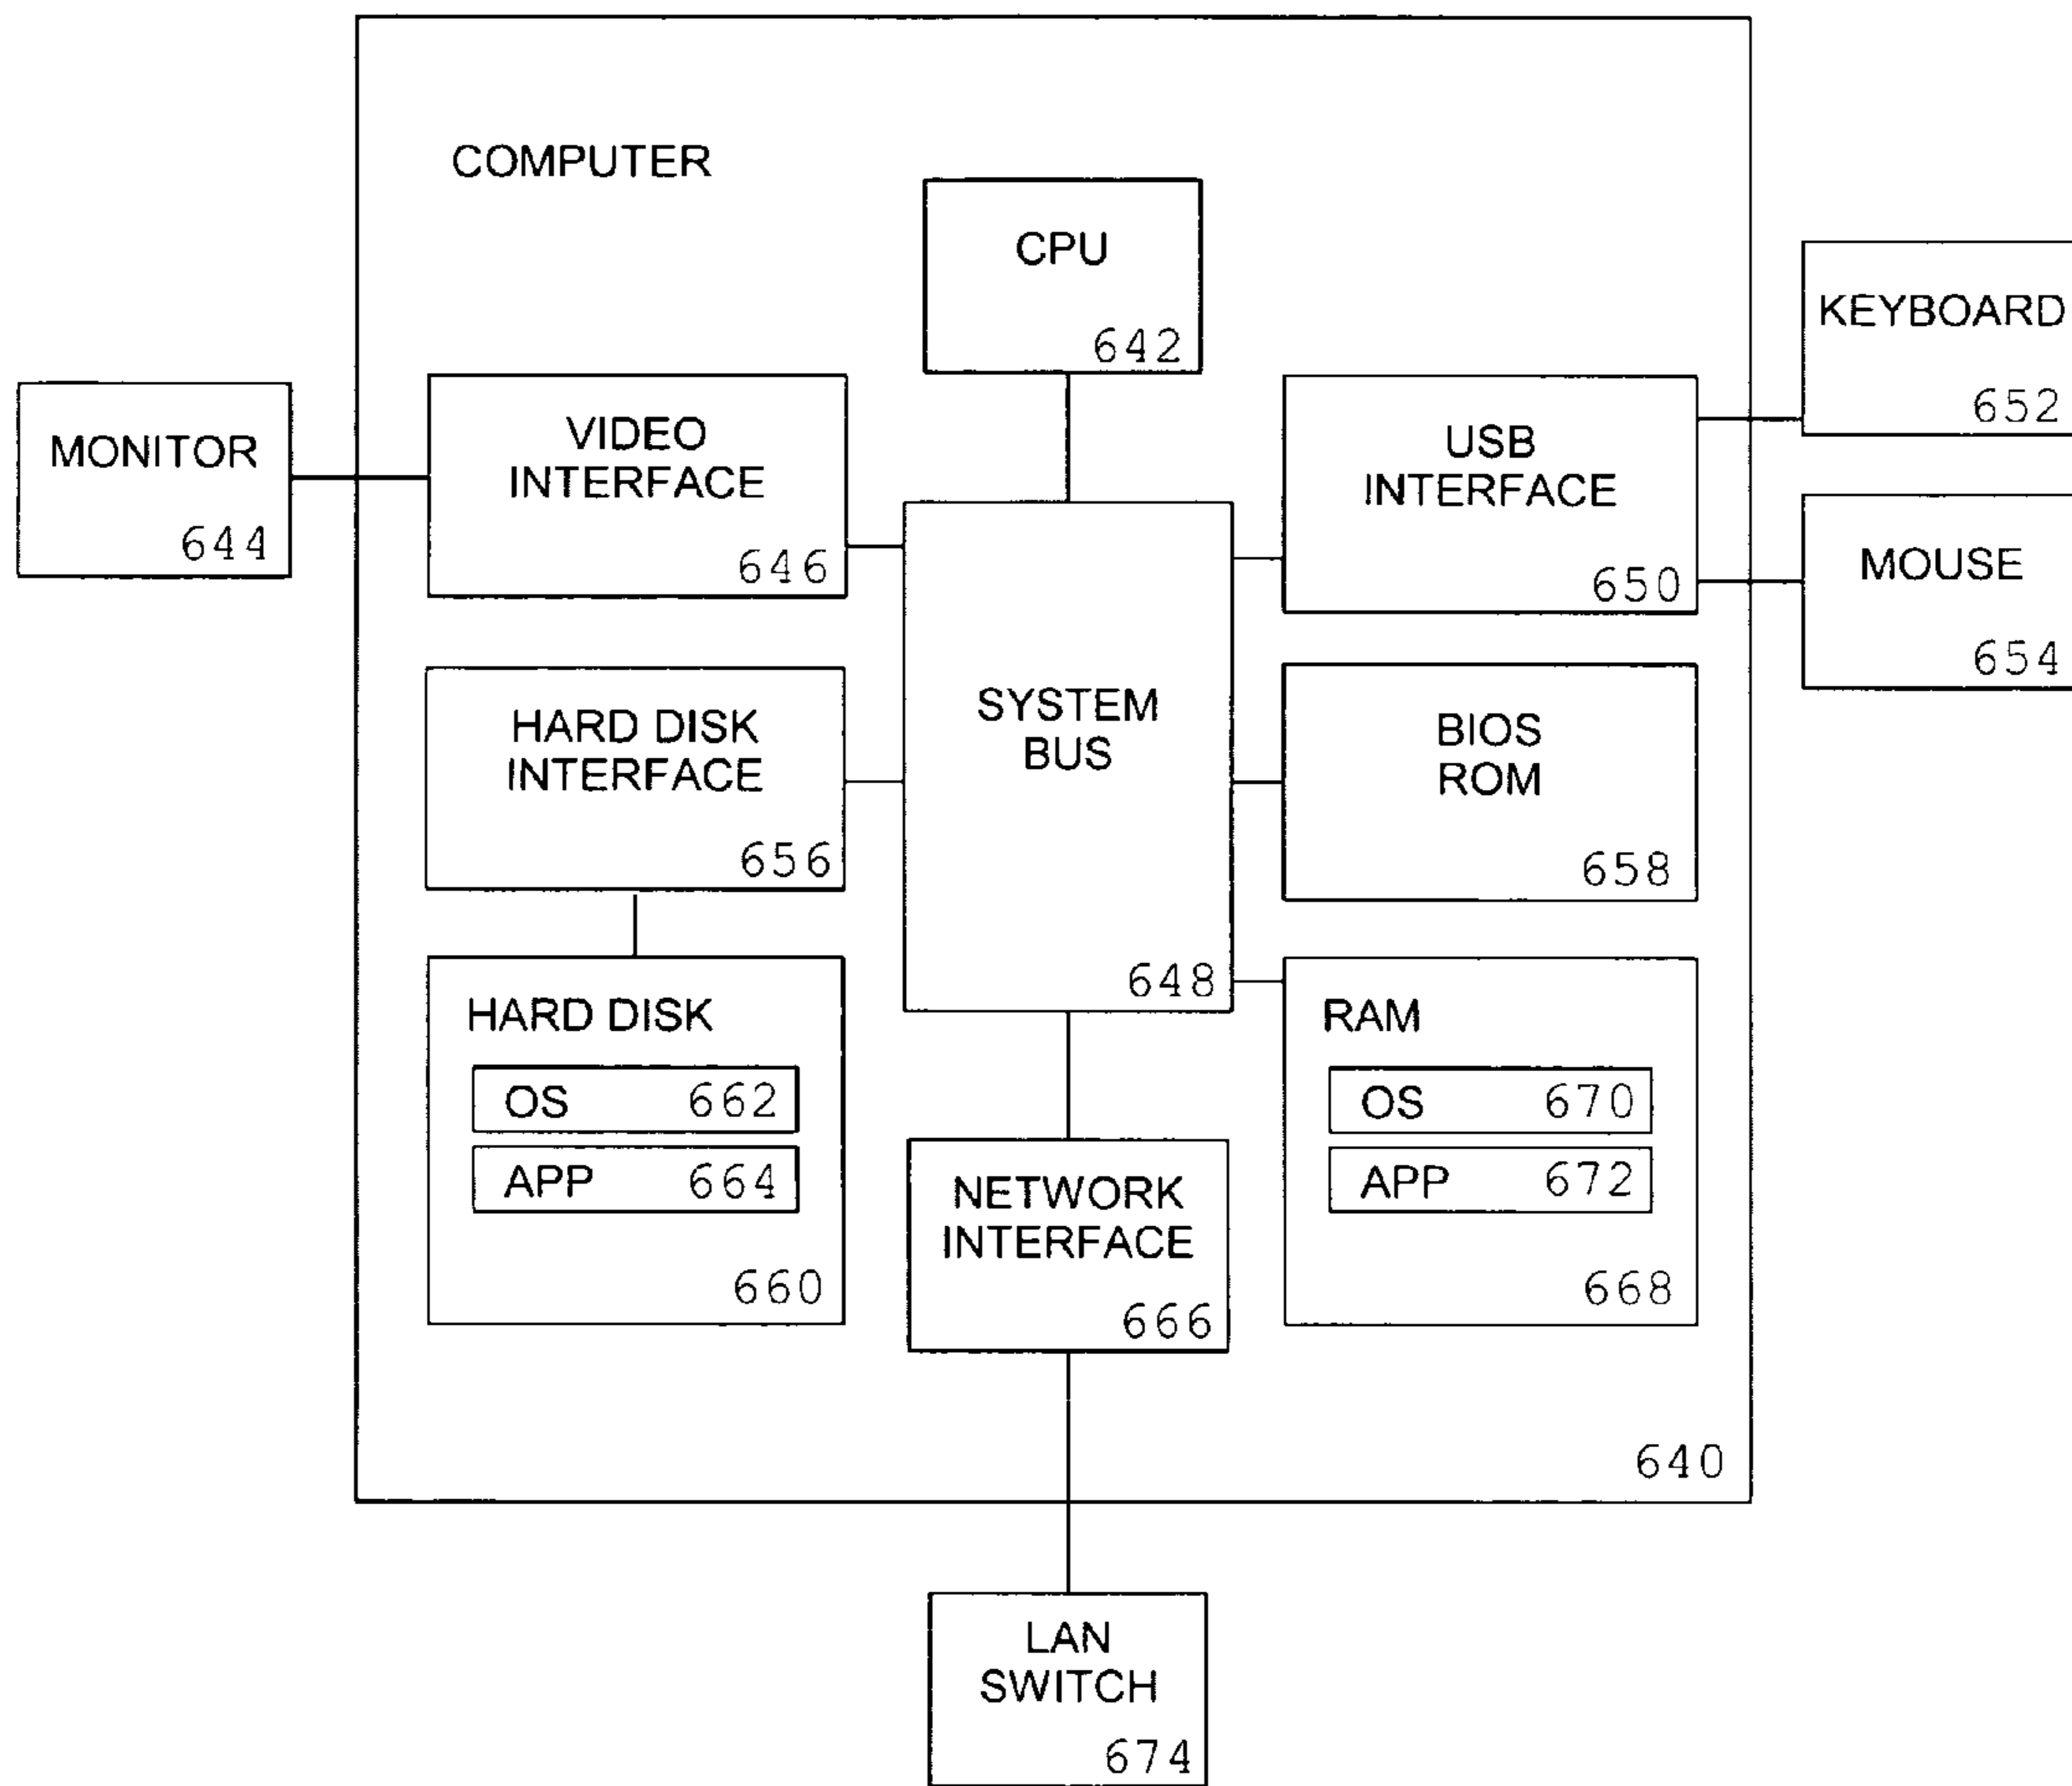 COMPUTER
CPU
642
KEYBOARD
652
MONITOR
644
VIDEO
INTERFACE
646
USB
INTERFACE
650
MOUSE
654
HARD DISK
INTERFACE
656
SYSTEM
BUS
648
BIOS
ROM
658
HARD DISK
OS 662
APP 664
660
RAM
OS 670
APP 672
668
NETWORK
INTERFACE
666
640
LAN
SWITCH
674